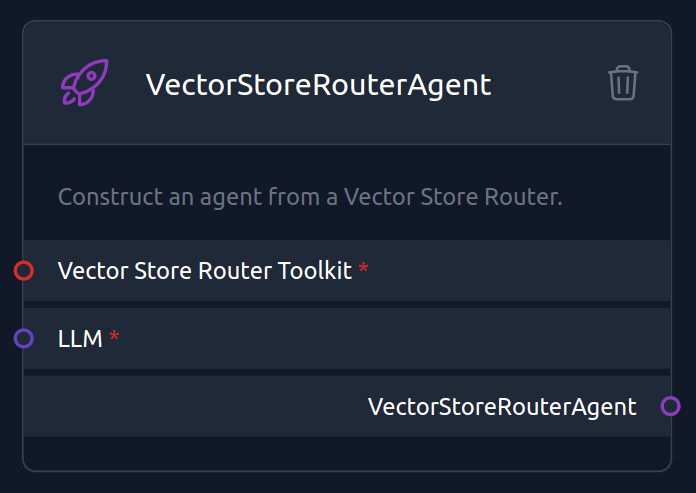 VectorStoreRouterAgent
Construct an agent from a Vector Store Router.
Vector Store Router Toolkit *
LLM *
VectorStoreRouterAgent